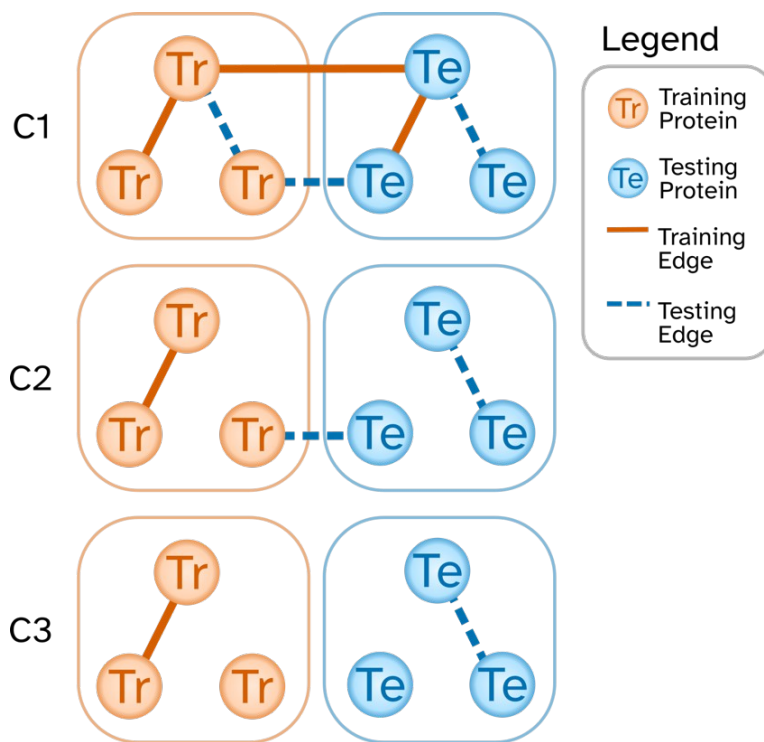 Legend
Tr Training
Protein
Te Testing
Protein
Training
Edge
Testing
Edge
C1
Tr Te
Tr Tr Te Te
C2
Tr Te
Tr Tr Te Te
C3
Tr Te
Tr Tr Te Te